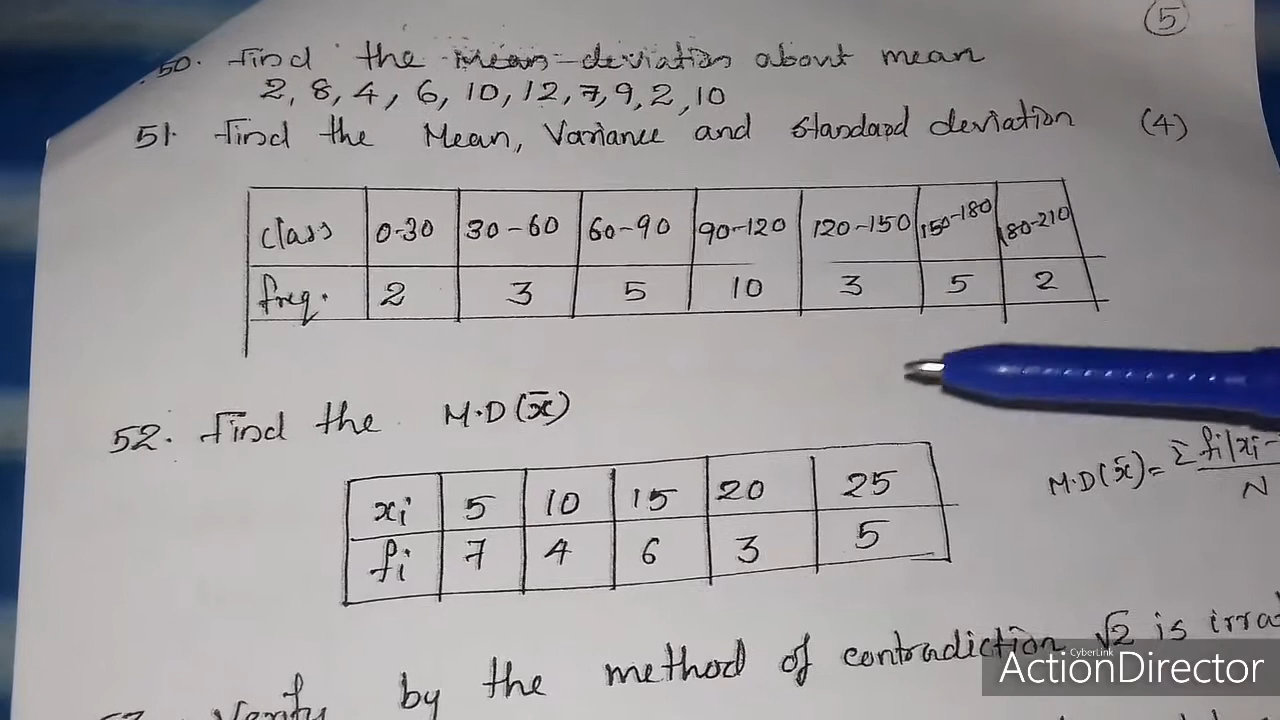 5
50. Find the mean-deviation about mean
2, 8, 4, 6, 10, 12, 7, 9, 2, 10
51. Find the Mean, Variance and standard deviation (4)
class 0-30 30-60 60-90 90-120 120-150 150-180 180-210
freq. 2 3 5 10 3 5 2
52. Find the M.D(x̄)
xi 5 10 15 20 25
fi 7 4 6 3 5
M.D(x̄) = Σ fi|xi-
N
by the method of contradiction √2 is
CyberLink
ActionDirector